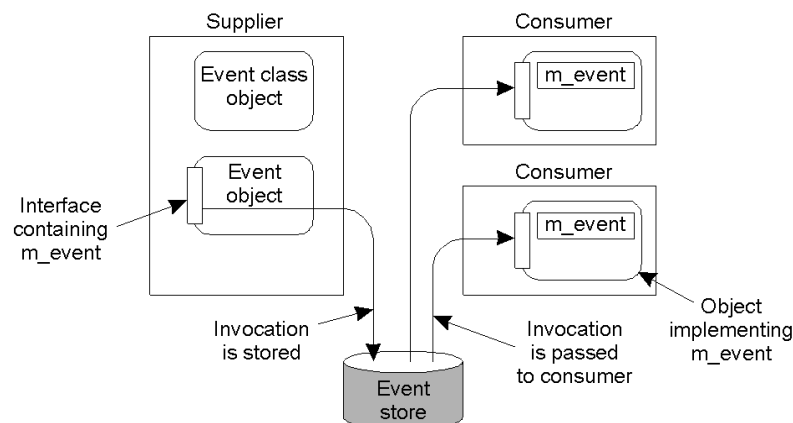 Supplier
Consumer
Event class
object
m_event
Event
object
Consumer
Interface
containing
m_event
m_event
Invocation
is stored
Invocation
is passed
to consumer
Object
implementing
m_event
Event
store